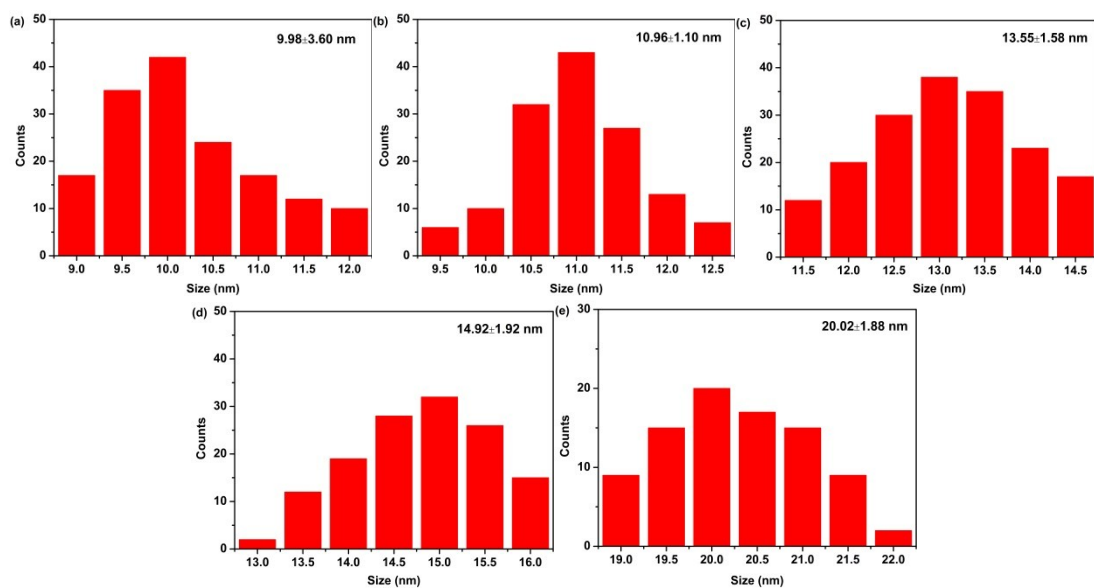 (a)
9.98±3.60 nm
50
40
30
20
10
0
Counts
9.0 9.5 10.0 10.5 11.0 11.5 12.0
Size (nm)
(b)
10.96±1.10 nm
50
40
30
20
10
0
Counts
9.5 10.0 10.5 11.0 11.5 12.0 12.5
Size (nm)
(c)
13.55±1.58 nm
50
40
30
20
10
0
Counts
11.5 12.0 12.5 13.0 13.5 14.0 14.5
Size (nm)
(d)
14.92±1.92 nm
50
40
30
20
10
0
Counts
13.0 13.5 14.0 14.5 15.0 15.5 16.0
Size (nm)
(e)
20.02±1.88 nm
30
20
10
0
Counts
19.0 19.5 20.0 20.5 21.0 21.5 22.0
Size (nm)